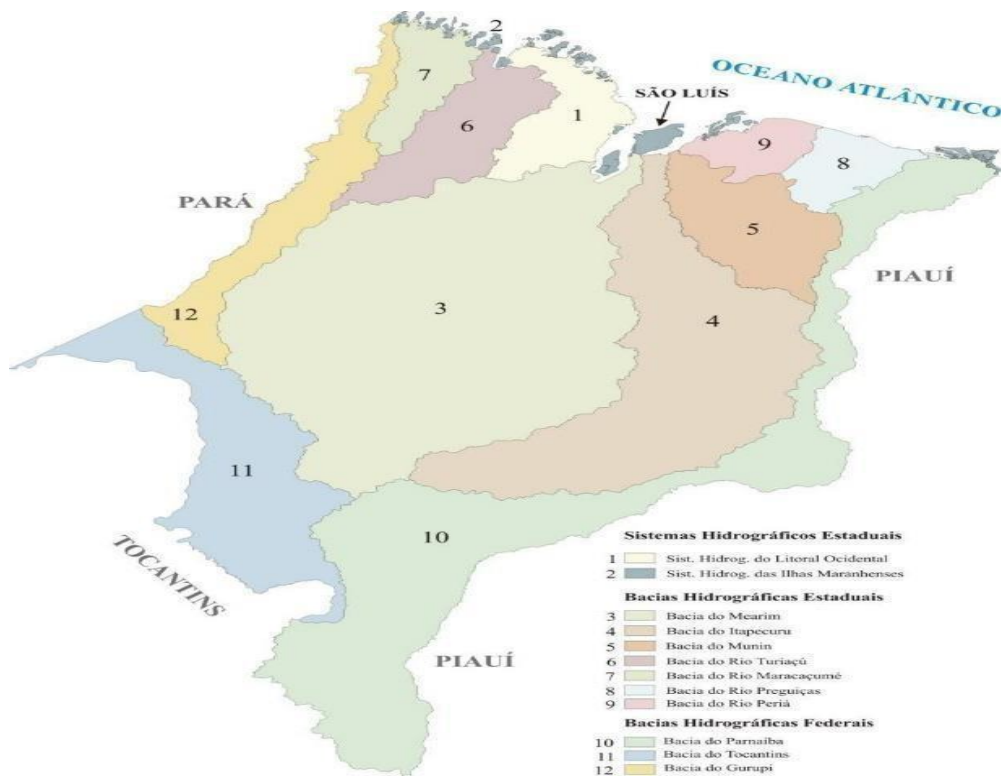 2
7
OCEANO ATLÂNTICO
SÃO LUÍS
1
6
9
8
PARÁ
5
PIAUÍ
3
12
4
11
10
TOCANTINS
PIAUÍ
Sistemas Hidrográficos Estaduais
1 Sist. Hidrog. do Litoral Ocidental
2 Sist. Hidrog. das Ilhas Maranhenses
Bacias Hidrográficas Estaduais
3 Bacia do Mearim
4 Bacia do Itapecuru
5 Bacia do Munin
6 Bacia do Rio Turiaçú
7 Bacia do Rio Maracaçumé
8 Bacia do Rio Preguiças
9 Bacia do Rio Periá
Bacias Hidrográficas Federais
10 Bacia do Parnaíba
11 Bacia do Tocantins
12 Bacia do Gurupi